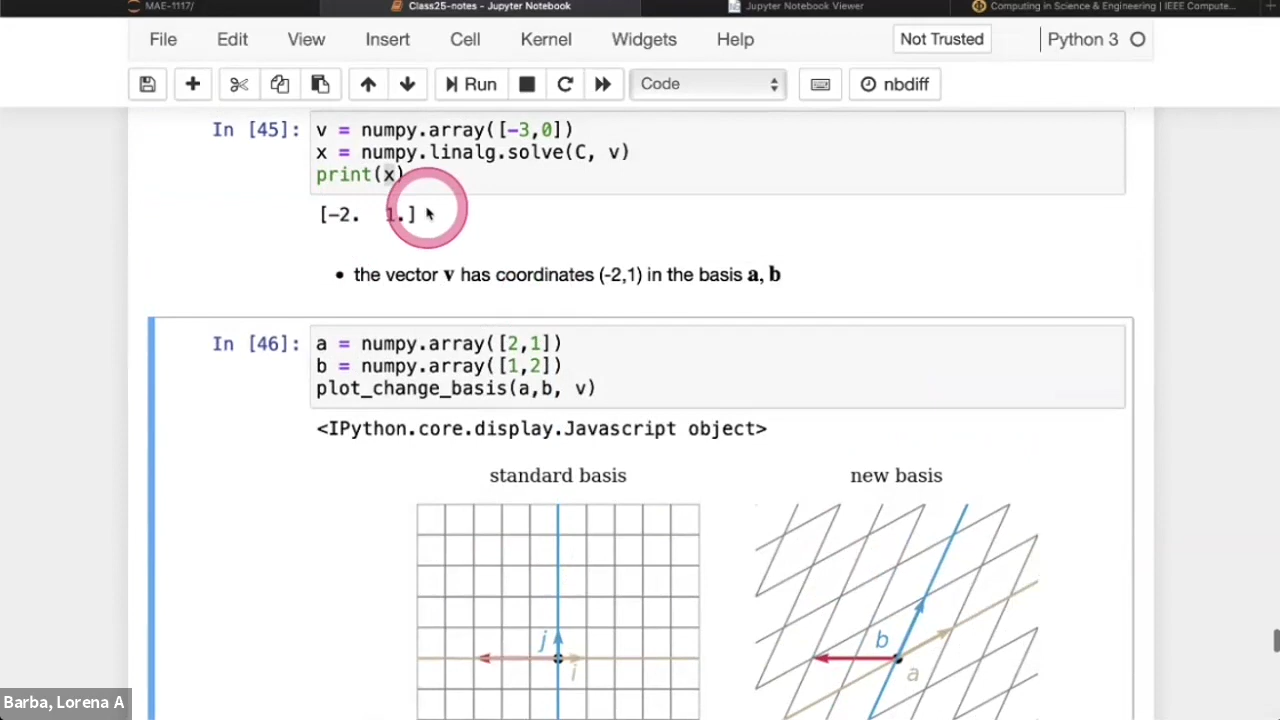 MAE-1117/
Class25-notes - Jupyter Notebook
Jupyter Notebook Viewer
Computing in Science & Engineering | IEEE Compute...
File Edit View Insert Cell Kernel Widgets Help Not Trusted Python 3
Run Code nbdiff
In [45]: v = numpy.array([-3,0])
x = numpy.linalg.solve(C, v)
print(x)
[-2. 1.]
• the vector v has coordinates (-2,1) in the basis a, b
In [46]: a = numpy.array([2,1])
b = numpy.array([1,2])
plot_change_basis(a,b, v)
<IPython.core.display.Javascript object>
standard basis new basis
j b
i a
Barba, Lorena A